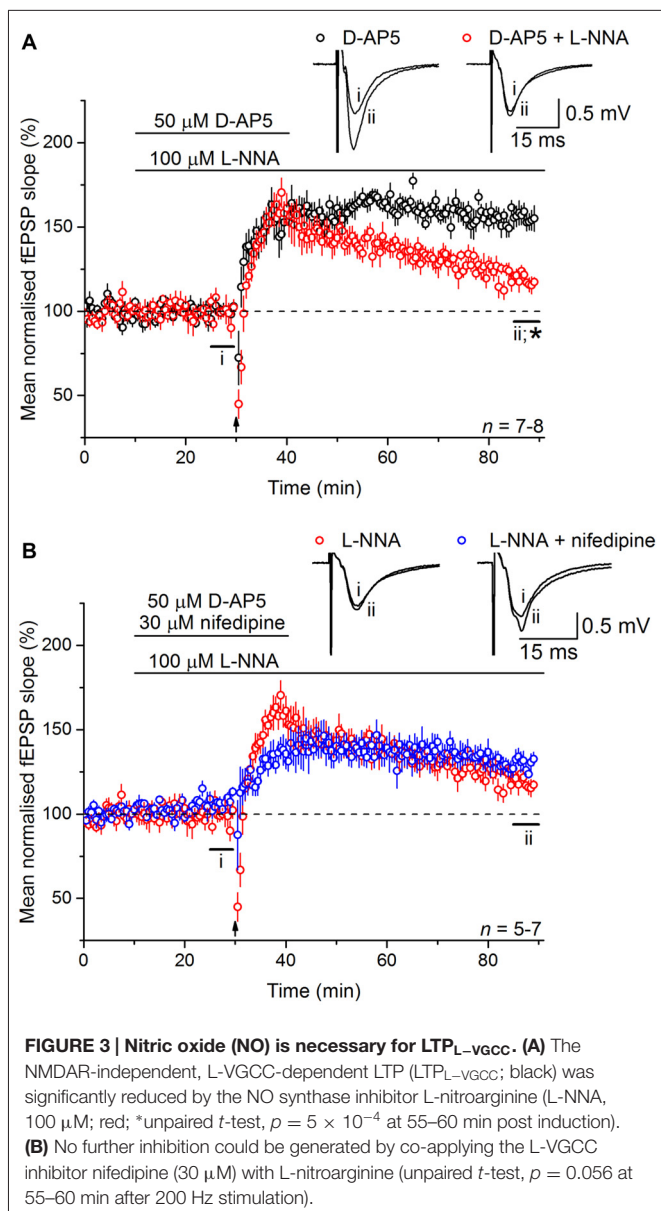 A
D-AP5
D-AP5 + L-NNA
i
ii
i
ii
0.5 mV
15 ms
50 μM D-AP5
100 μM L-NNA
Mean normalised fEPSP slope (%)
200
150
100
50
i
ii;*
n = 7-8
0
20
40
60
80
Time (min)
B
L-NNA
L-NNA + nifedipine
i
ii
i
ii
0.5 mV
15 ms
50 μM D-AP5
30 μM nifedipine
100 μM L-NNA
Mean normalised fEPSP slope (%)
200
150
100
50
i
ii
n = 5-7
0
20
40
60
80
Time (min)
FIGURE 3 | Nitric oxide (NO) is necessary for LTPL−VGCC. (A) The
NMDAR-independent, L-VGCC-dependent LTP (LTPL−VGCC; black) was
significantly reduced by the NO synthase inhibitor L-nitroarginine (L-NNA,
100 μM; red; *unpaired t-test, p = 5 × 10−4 at 55–60 min post induction).
(B) No further inhibition could be generated by co-applying the L-VGCC
inhibitor nifedipine (30 μM) with L-nitroarginine (unpaired t-test, p = 0.056 at
55–60 min after 200 Hz stimulation).